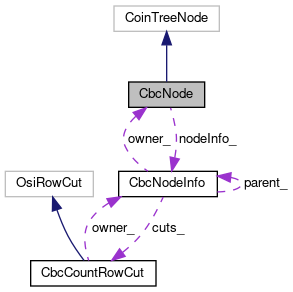 CoinTreeNode
CbcNode
owner_ nodeInfo_
OsiRowCut CbcNodeInfo parent_
owner_ cuts_
CbcCountRowCut